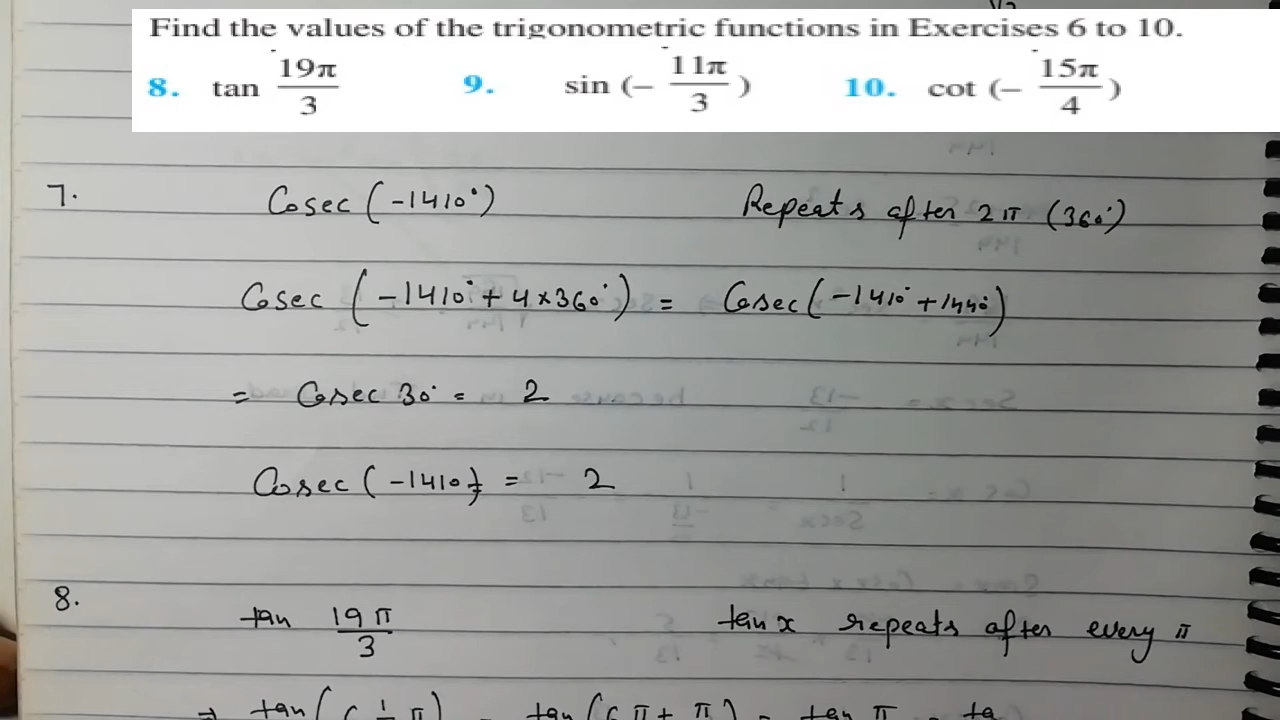 Find the values of the trigonometric functions in Exercises 6 to 10.
8. tan 19π/3 9. sin (− 11π/3) 10. cot (− 15π/4)
7. Cosec (-1410°) Repeats after 2π (360°)
Cosec (-1410° + 4×360°) = Cosec (-1410° + 1440°)
= Cosec 30° = 2
Cosec (-1410) = 2
8. tan 19π/3 tan x repeats after every π